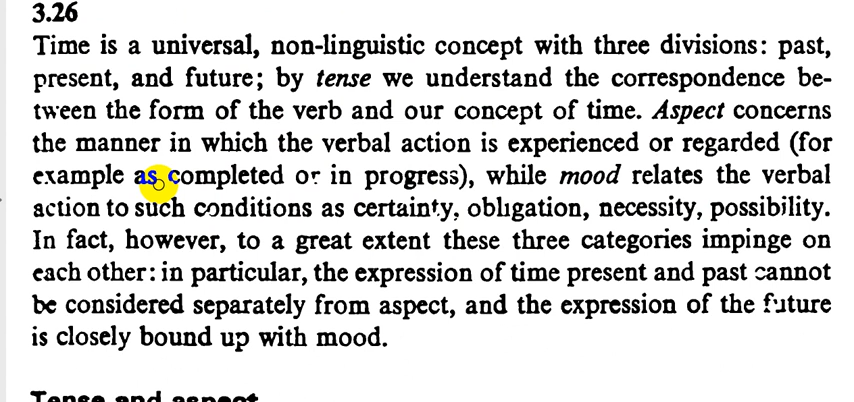 3.26
Time is a universal, non-linguistic concept with three divisions: past,
present, and future; by tense we understand the correspondence be-
tween the form of the verb and our concept of time. Aspect concerns
the manner in which the verbal action is experienced or regarded (for
example as completed or in progress), while mood relates the verbal
action to such conditions as certainty, obligation, necessity, possibility.
In fact, however, to a great extent these three categories impinge on
each other: in particular, the expression of time present and past cannot
be considered separately from aspect, and the expression of the future
is closely bound up with mood.
Tense and aspect